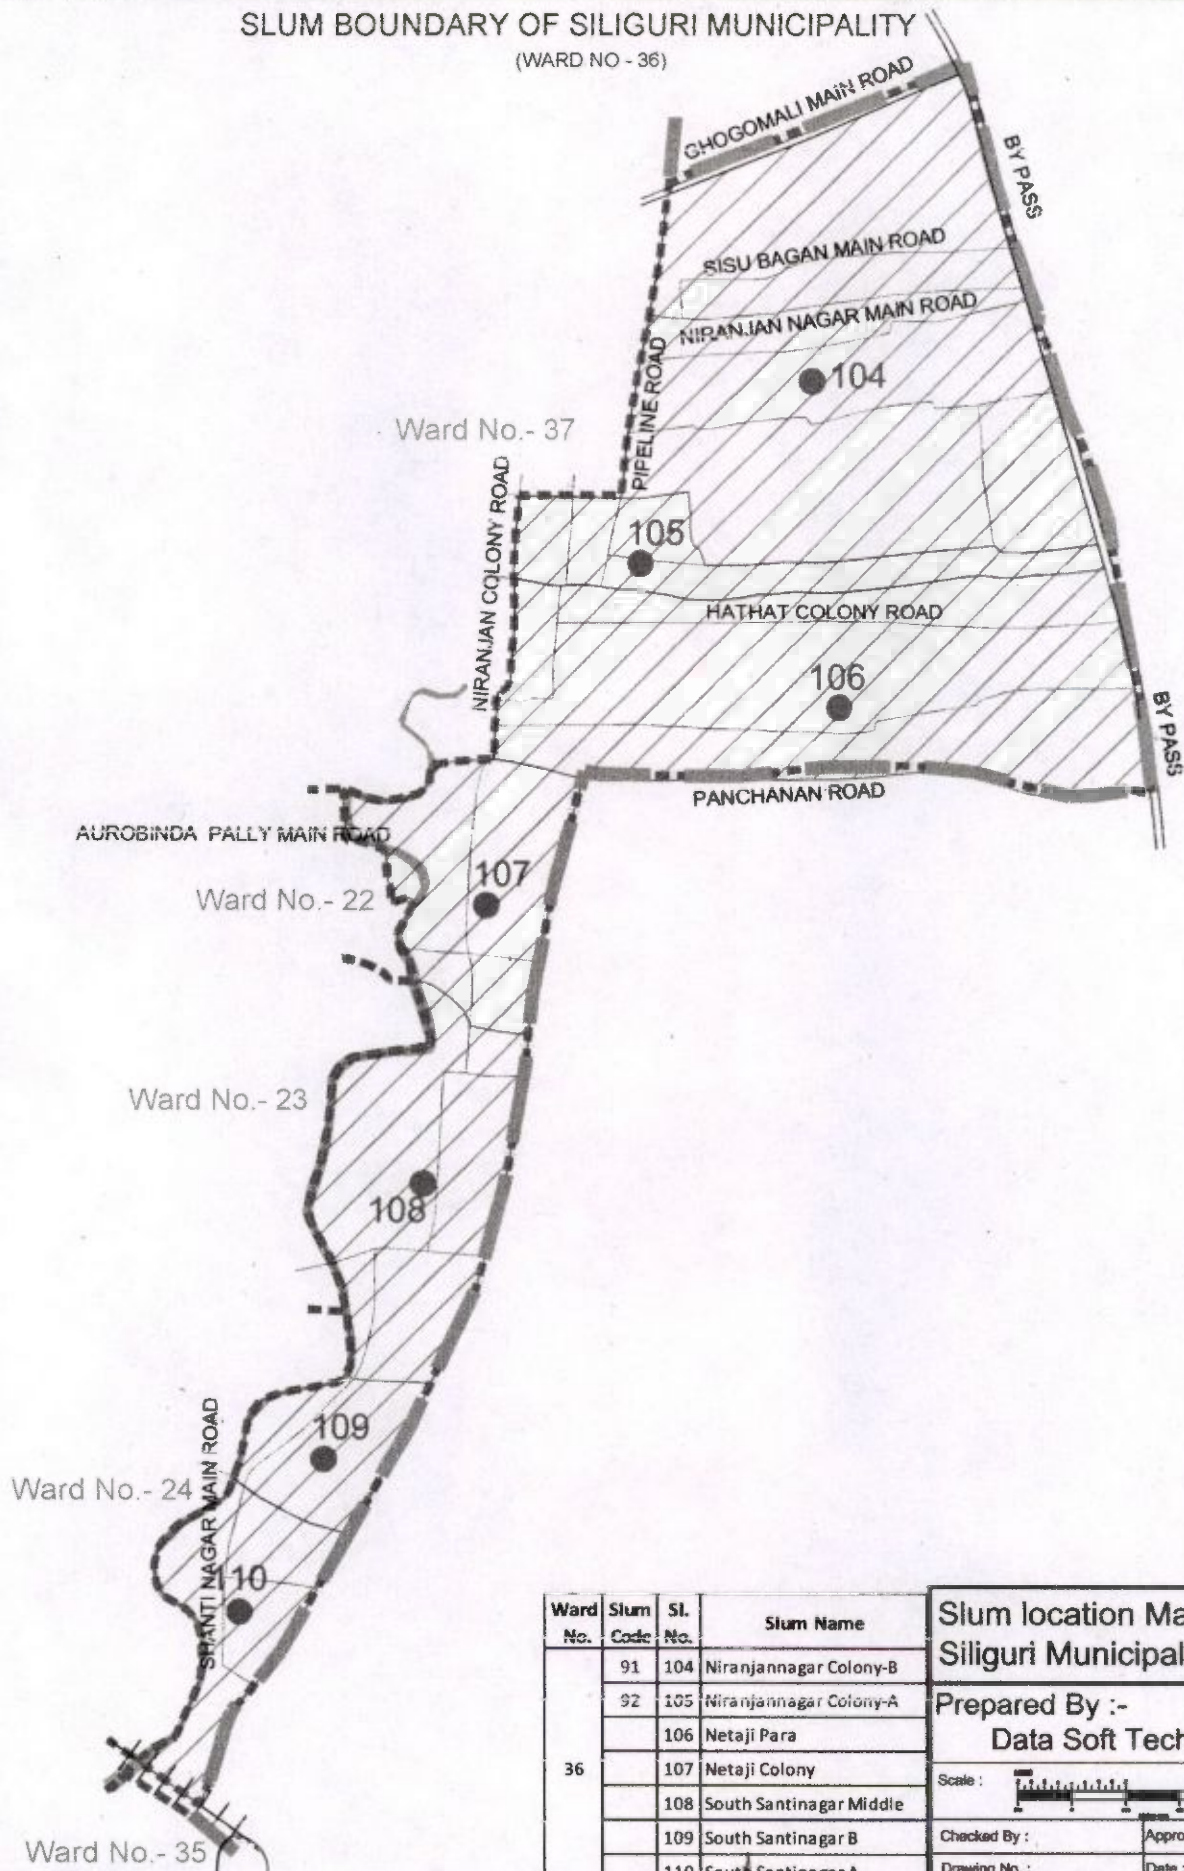 SLUM BOUNDARY OF SILIGURI MUNICIPALITY
(WARD NO - 36)
GHOGOMALI MAIN ROAD
BY PASS
SISU BAGAN MAIN ROAD
NIRANJAN NAGAR MAIN ROAD
PIPELINE ROAD
104
Ward No.- 37
NIRANJAN COLONY ROAD
105
HATHAT COLONY ROAD
106
BY PASS
PANCHANAN ROAD
AUROBINDA PALLY MAIN ROAD
107
Ward No.- 22
Ward No.- 23
108
109
SHANTI NAGAR MAIN ROAD
Ward No.- 24
110
Ward No.- 35
Ward No. Slum Code Sl. No. Slum Name
36
91 104 Niranjannagar Colony-B
92 105 Niranjannagar Colony-A
106 Netaji Para
107 Netaji Colony
108 South Santinagar Middle
109 South Santinagar B
110 South Santinagar A
Slum location Ma
Siliguri Municipal
Prepared By :-
Data Soft Tech
Scale :
Checked By : Appro
Drawing No. : Date :